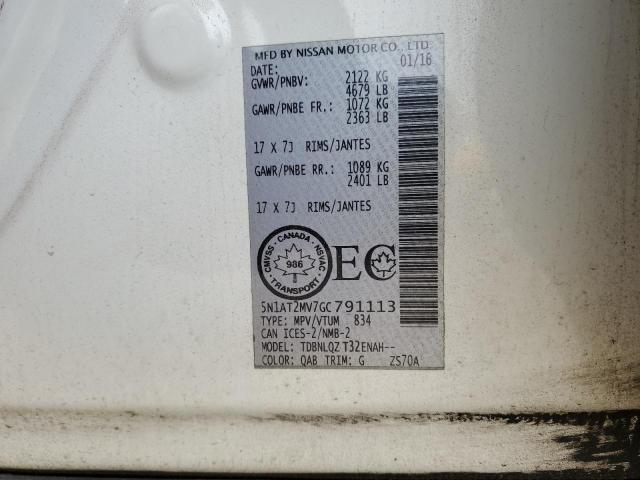 MFD BY NISSAN MOTOR CO., LTD.
DATE: 01/16
GVWR/PNBV: 2122 KG
4679 LB
GAWR/PNBE FR.: 1072 KG
2363 LB
17 X 7J RIMS/JANTES
GAWR/PNBE RR.: 1089 KG
2401 LB
17 X 7J RIMS/JANTES
CANADA
CMVSS NSVAC
986
TRANSPORT
EC
5N1AT2MV7GC791113
TYPE: MPV/VTUM 834
CAN ICES-2/NMB-2
MODEL: TDBNLQZ T32ENAH--
COLOR: QAB TRIM: G ZS70A